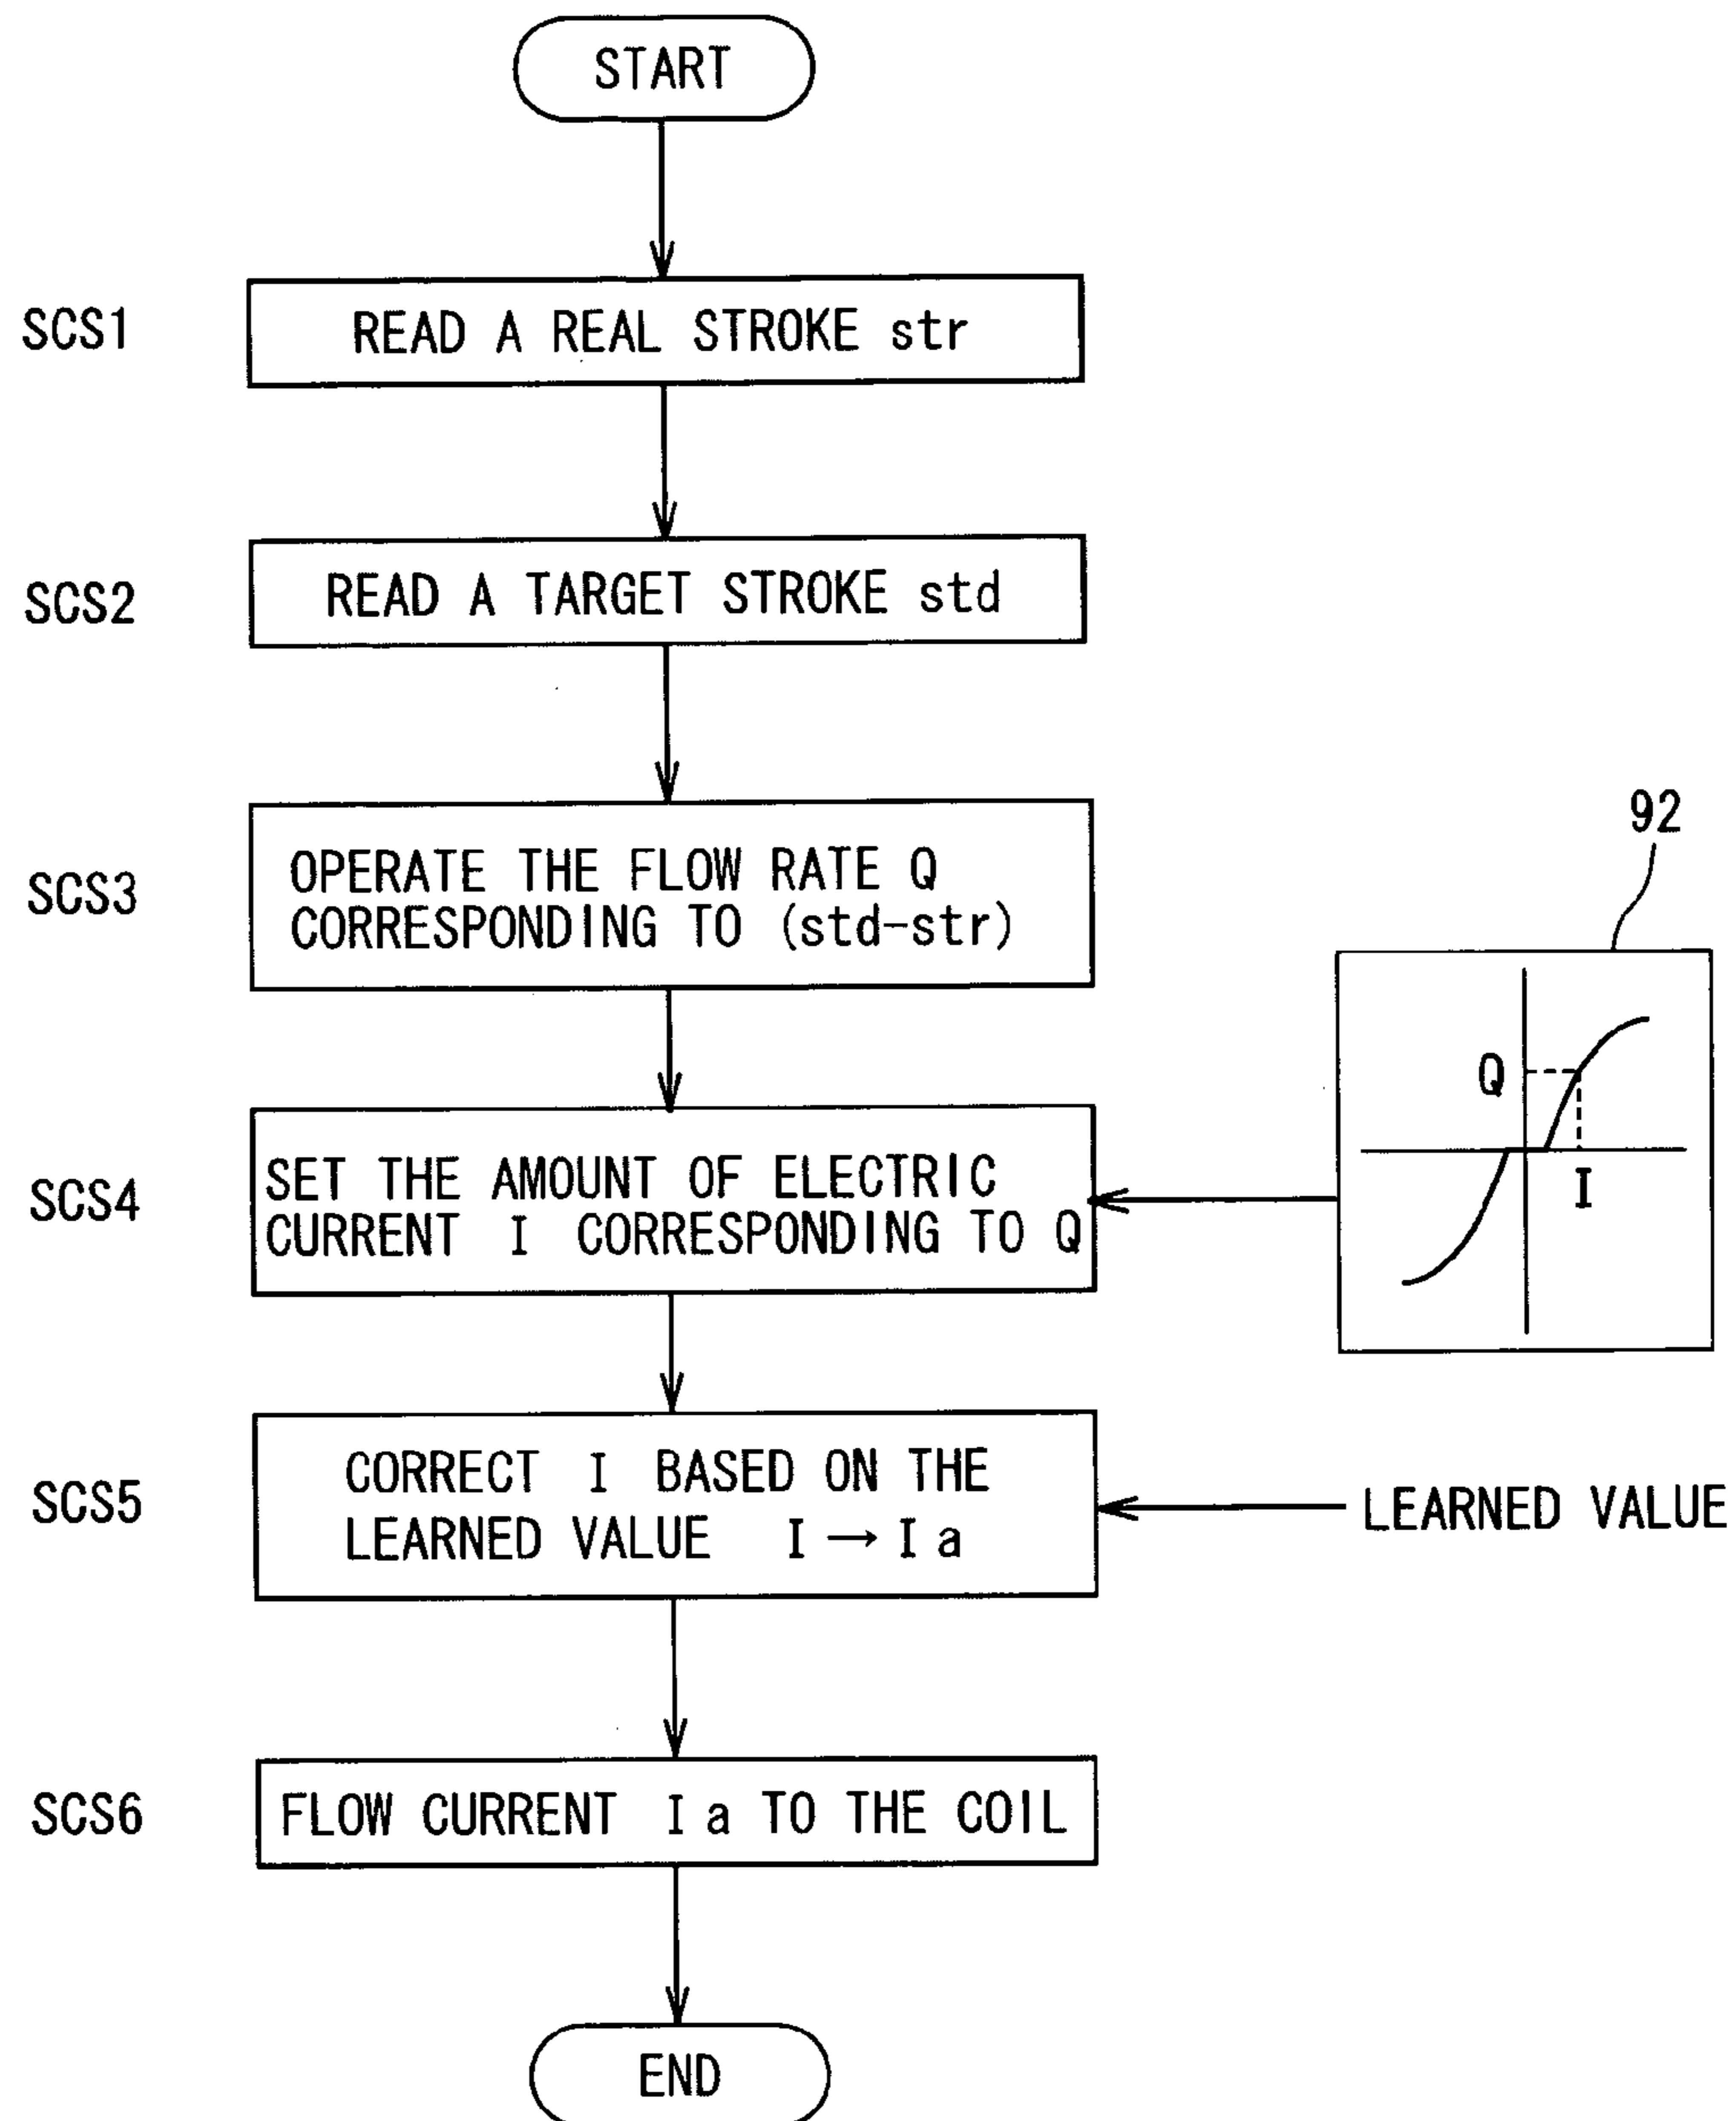 START
SCS1
READ A REAL STROKE str
SCS2
READ A TARGET STROKE std
SCS3
OPERATE THE FLOW RATE Q
CORRESPONDING TO (std-str)
92
Q
I
SCS4
SET THE AMOUNT OF ELECTRIC
CURRENT I CORRESPONDING TO Q
SCS5
CORRECT I BASED ON THE
LEARNED VALUE I → I a
LEARNED VALUE
SCS6
FLOW CURRENT I a TO THE COIL
END